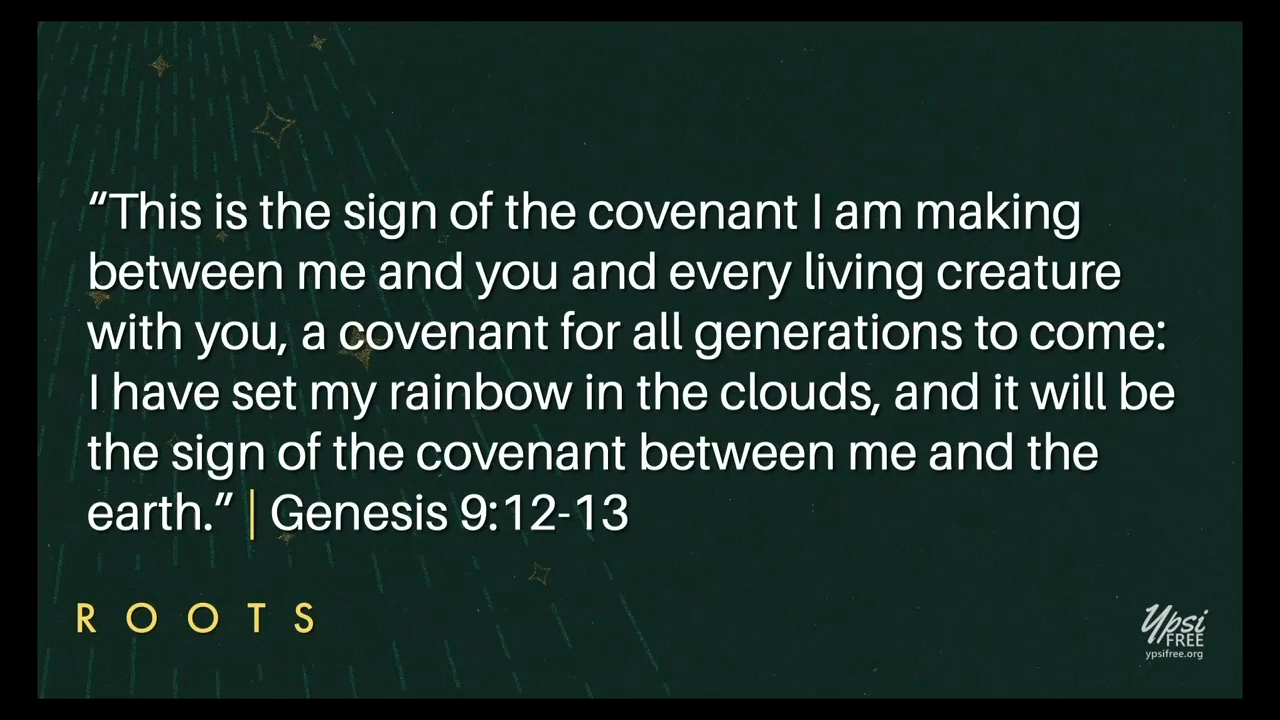 “This is the sign of the covenant I am making
between me and you and every living creature
with you, a covenant for all generations to come:
I have set my rainbow in the clouds, and it will be
the sign of the covenant between me and the
earth.” | Genesis 9:12-13
ROOTS
Ypsi
FREE
ypsifree.org